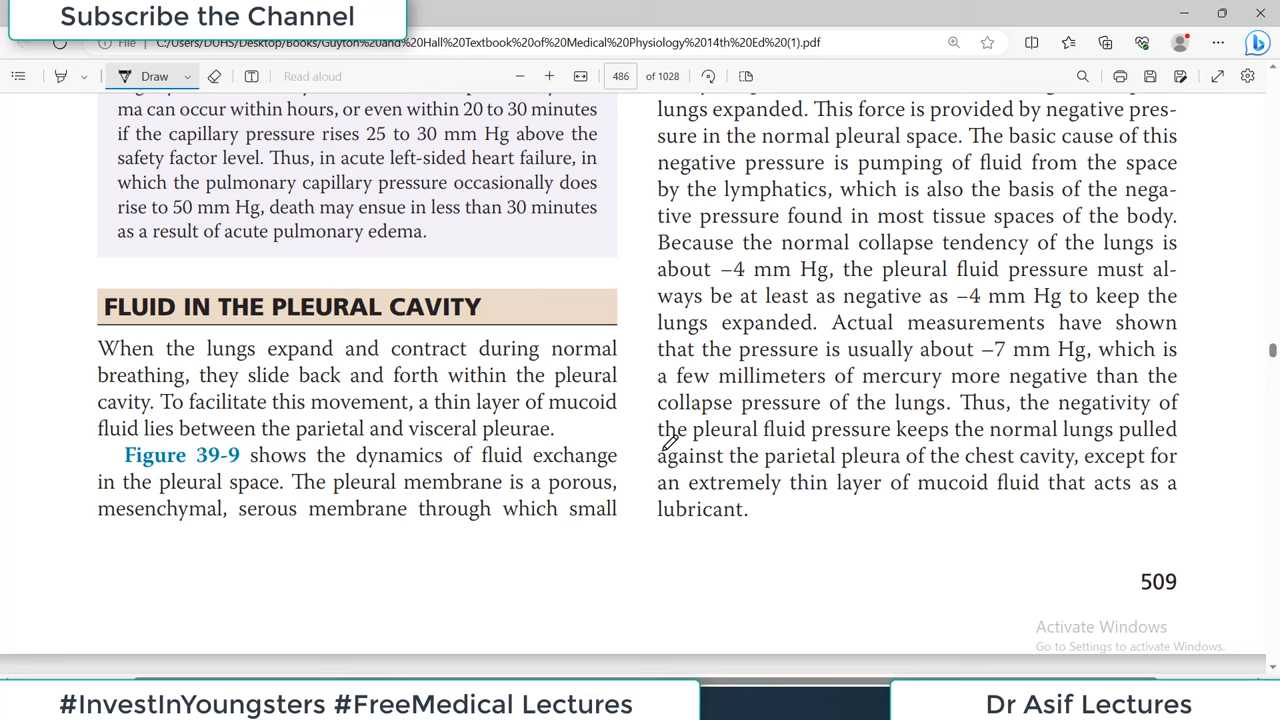 Subscribe the Channel
File
C:/Users/DUHS/Desktop/Books/Guyton%20and%20Hall%20Textbook%20of%20Medical%20Physiology%2014th%20Ed%20(1).pdf
Draw
Read aloud
486 of 1028
ma can occur within hours, or even within 20 to 30 minutes
if the capillary pressure rises 25 to 30 mm Hg above the
safety factor level. Thus, in acute left-sided heart failure, in
which the pulmonary capillary pressure occasionally does
rise to 50 mm Hg, death may ensue in less than 30 minutes
as a result of acute pulmonary edema.
FLUID IN THE PLEURAL CAVITY
When the lungs expand and contract during normal
breathing, they slide back and forth within the pleural
cavity. To facilitate this movement, a thin layer of mucoid
fluid lies between the parietal and visceral pleurae.
Figure 39-9 shows the dynamics of fluid exchange
in the pleural space. The pleural membrane is a porous,
mesenchymal, serous membrane through which small
lungs expanded. This force is provided by negative pres-
sure in the normal pleural space. The basic cause of this
negative pressure is pumping of fluid from the space
by the lymphatics, which is also the basis of the nega-
tive pressure found in most tissue spaces of the body.
Because the normal collapse tendency of the lungs is
about −4 mm Hg, the pleural fluid pressure must al-
ways be at least as negative as −4 mm Hg to keep the
lungs expanded. Actual measurements have shown
that the pressure is usually about −7 mm Hg, which is
a few millimeters of mercury more negative than the
collapse pressure of the lungs. Thus, the negativity of
the pleural fluid pressure keeps the normal lungs pulled
against the parietal pleura of the chest cavity, except for
an extremely thin layer of mucoid fluid that acts as a
lubricant.
509
Activate Windows
Go to Settings to activate Windows.
#InvestInYoungsters #FreeMedical Lectures
Dr Asif Lectures